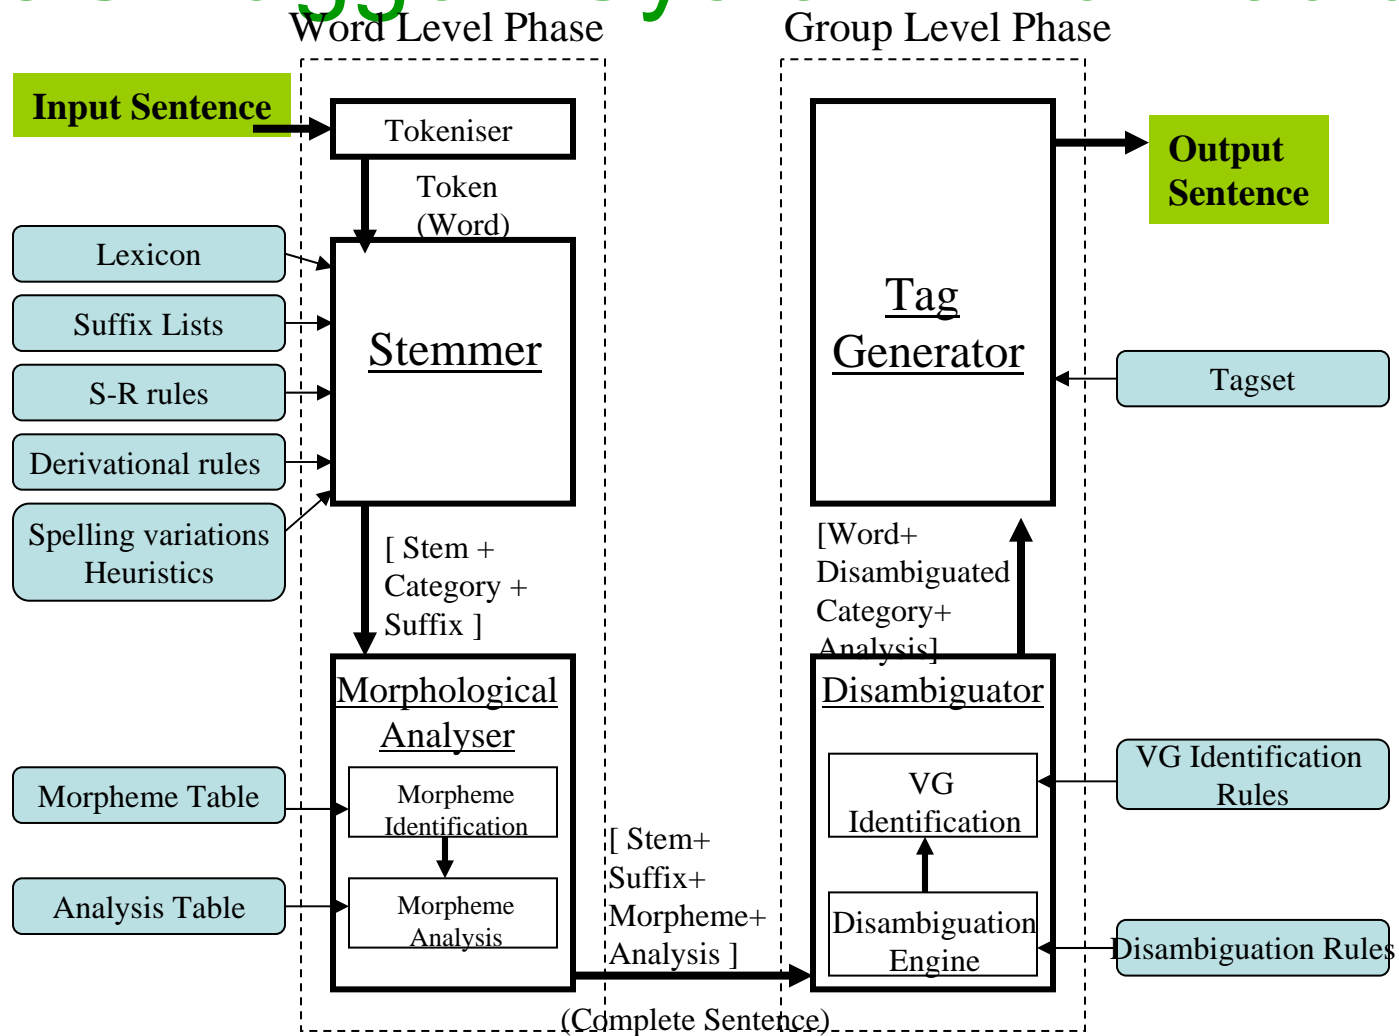 Word Level Phase
Group Level Phase
Input Sentence
Tokeniser
Token
(Word)
Lexicon
Suffix Lists
S-R rules
Derivational rules
Spelling variations
Heuristics
Stemmer
[ Stem +
Category +
Suffix ]
Morphological
Analyser
Morpheme Table
Morpheme
Identification
Analysis Table
Morpheme
Analysis
[ Stem+
Suffix+
Morpheme+
Analysis ]
(Complete Sentence)
Output
Sentence
Tag
Generator
Tagset
[Word+
Disambiguated
Category+
Analysis]
Disambiguator
VG
Identification
VG Identification
Rules
Disambiguation
Engine
Disambiguation Rules